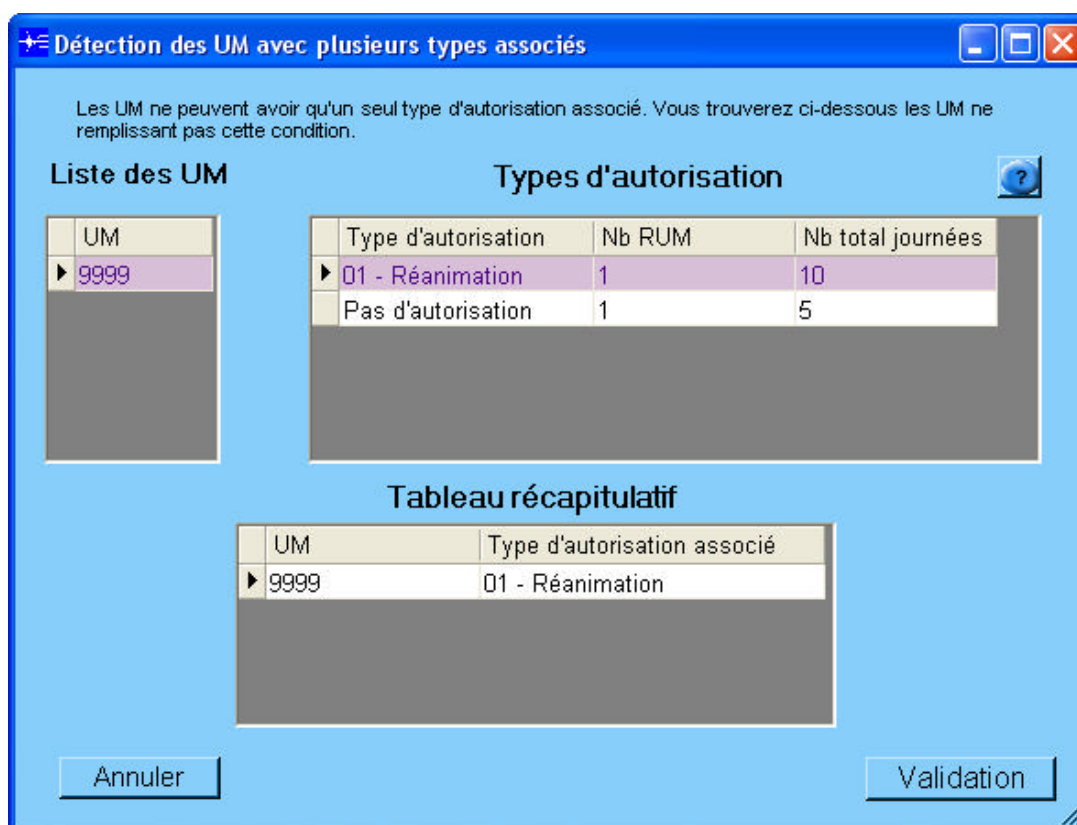 Détection des UM avec plusieurs types associés
Les UM ne peuvent avoir qu'un seul type d'autorisation associé. Vous trouverez ci-dessous les UM ne
remplissant pas cette condition.
Liste des UM
Types d'autorisation
?
UM
9999
Type d'autorisation Nb RUM Nb total journées
01 - Réanimation 1 10
Pas d'autorisation 1 5
Tableau récapitulatif
UM Type d'autorisation associé
9999 01 - Réanimation
Annuler Validation